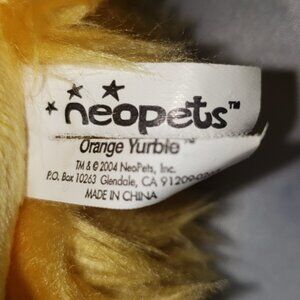 neopets™
Orange Yurble™
TM & © 2004 NeoPets, Inc.
P.O. Box 10263 Glendale, CA
MADE IN CHINA